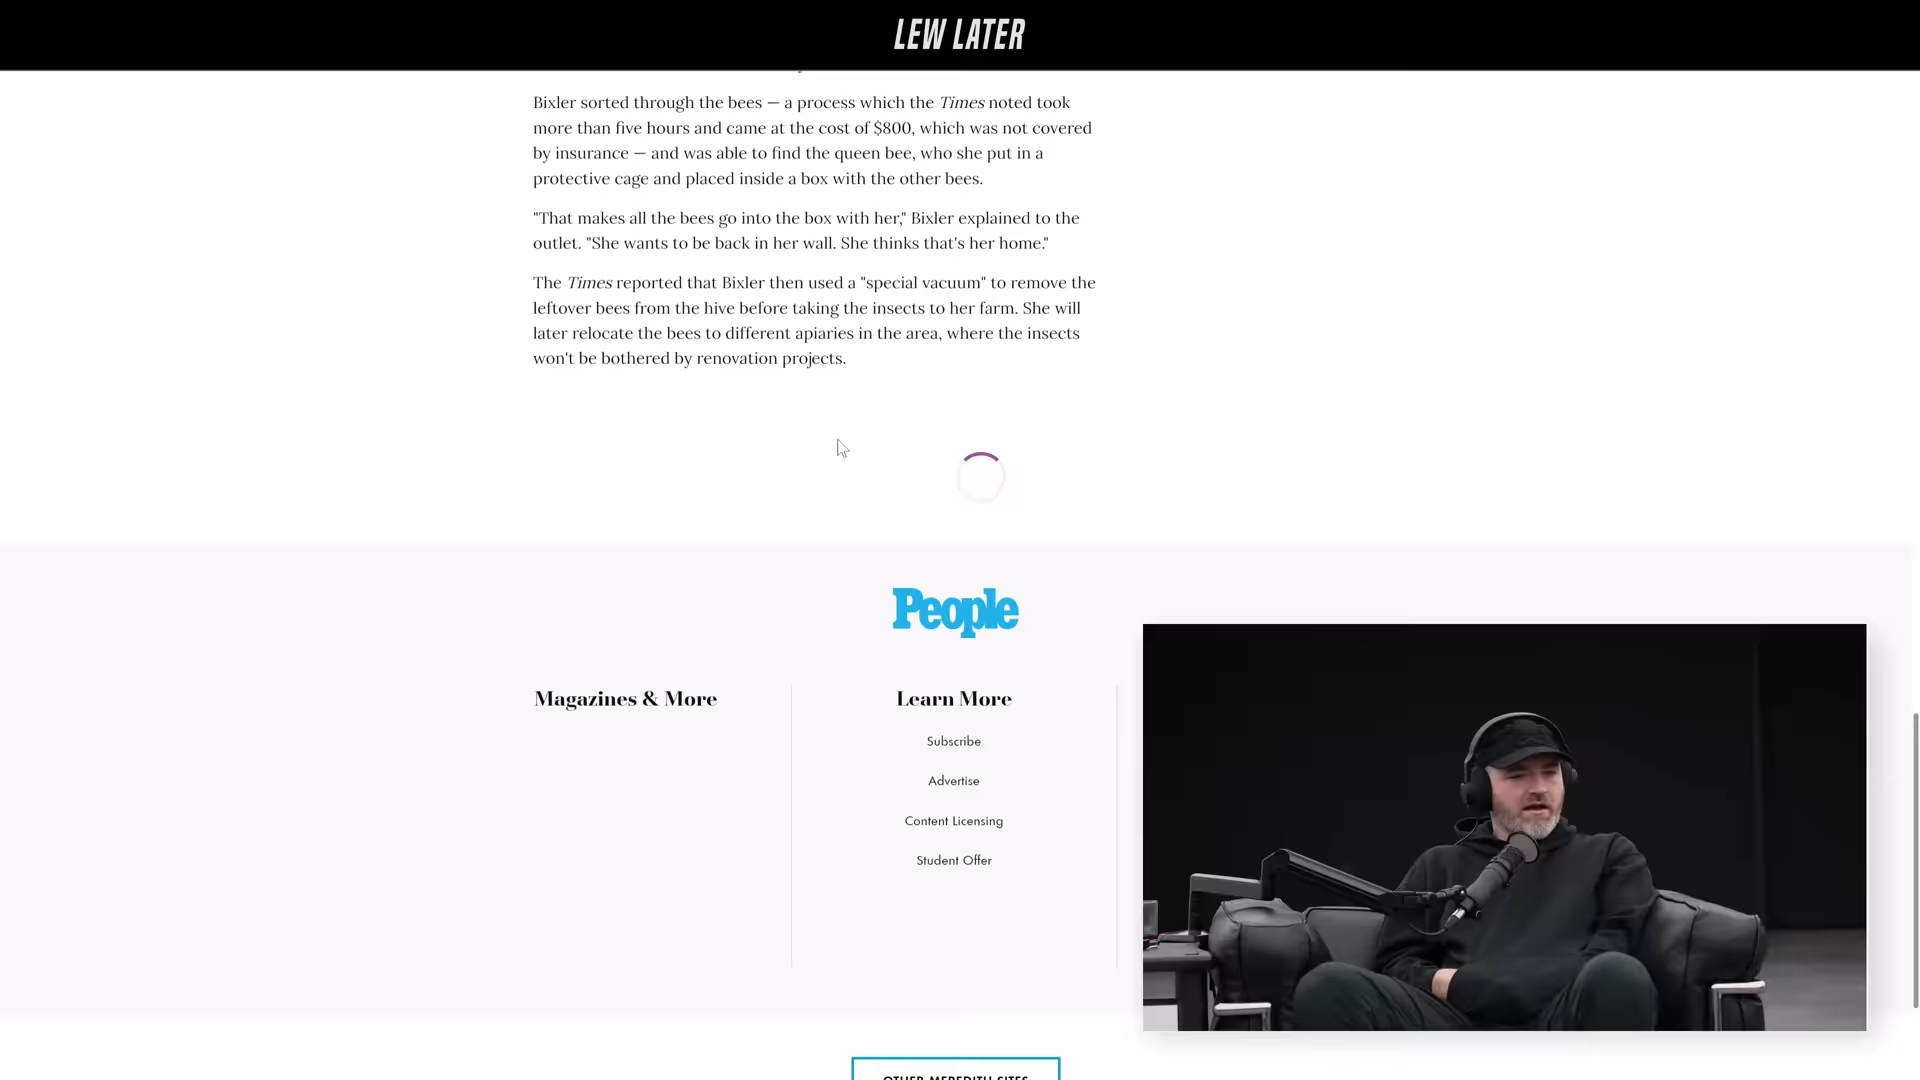 LEW LATER
Bixler sorted through the bees — a process which the Times noted took
more than five hours and came at the cost of $800, which was not covered
by insurance — and was able to find the queen bee, who she put in a
protective cage and placed inside a box with the other bees.
"That makes all the bees go into the box with her," Bixler explained to the
outlet. "She wants to be back in her wall. She thinks that's her home."
The Times reported that Bixler then used a "special vacuum" to remove the
leftover bees from the hive before taking the insects to her farm. She will
later relocate the bees to different apiaries in the area, where the insects
won't be bothered by renovation projects.
People
Magazines & More
Learn More
Subscribe
Advertise
Content Licensing
Student Offer
OTHER MEREDITH SITES